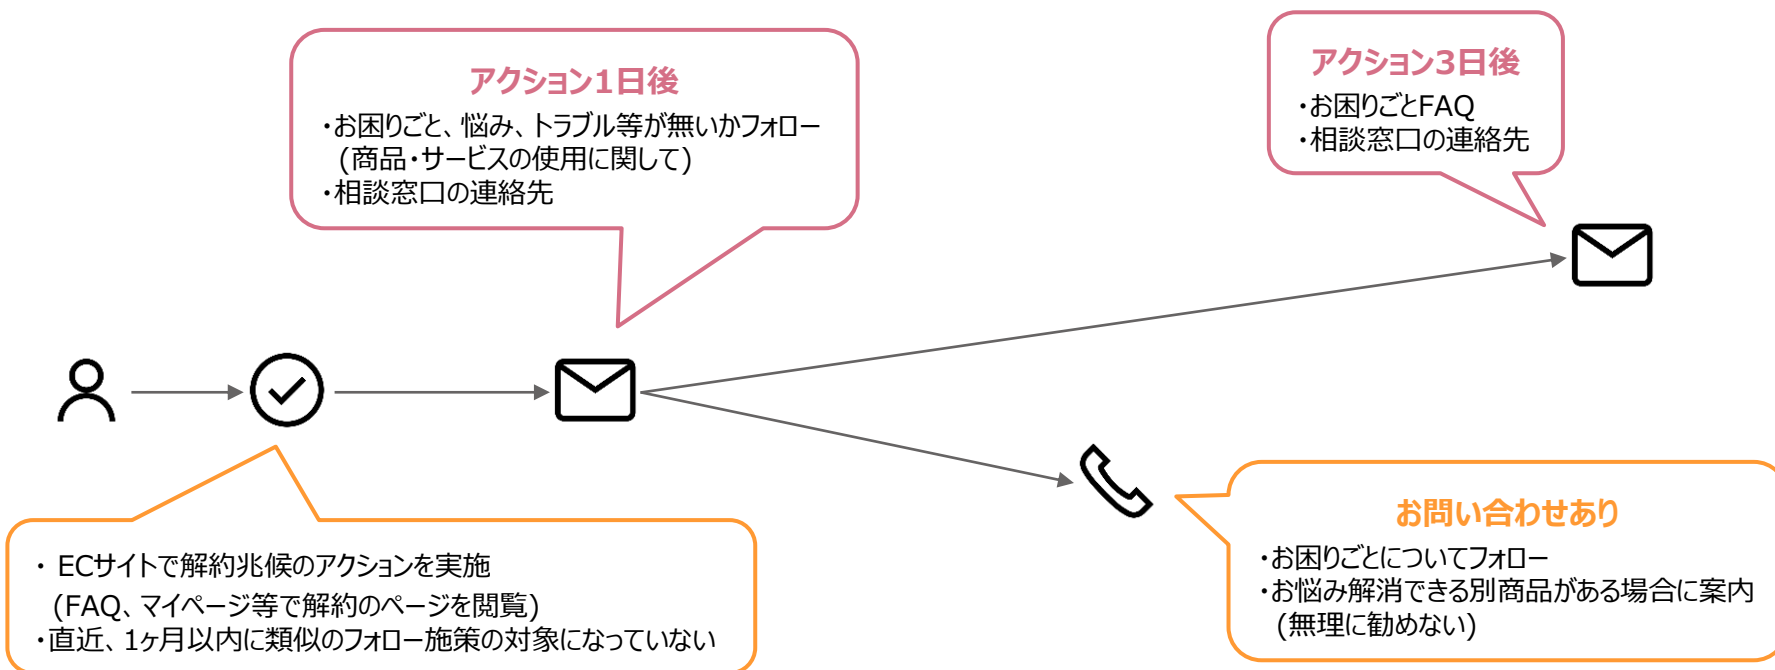 アクション1日後
・お困りごと、悩み、トラブル等が無いかフォロー
(商品・サービスの使用に関して)
・相談窓口の連絡先
アクション3日後
・お困りごとFAQ
・相談窓口の連絡先
・ ECサイトで解約兆候のアクションを実施
(FAQ、マイページ等で解約のページを閲覧)
・直近、1ヶ月以内に類似のフォロー施策の対象になっていない
お問い合わせあり
・お困りごとについてフォロー
・お悩み解消できる別商品がある場合に案内
(無理に勧めない)